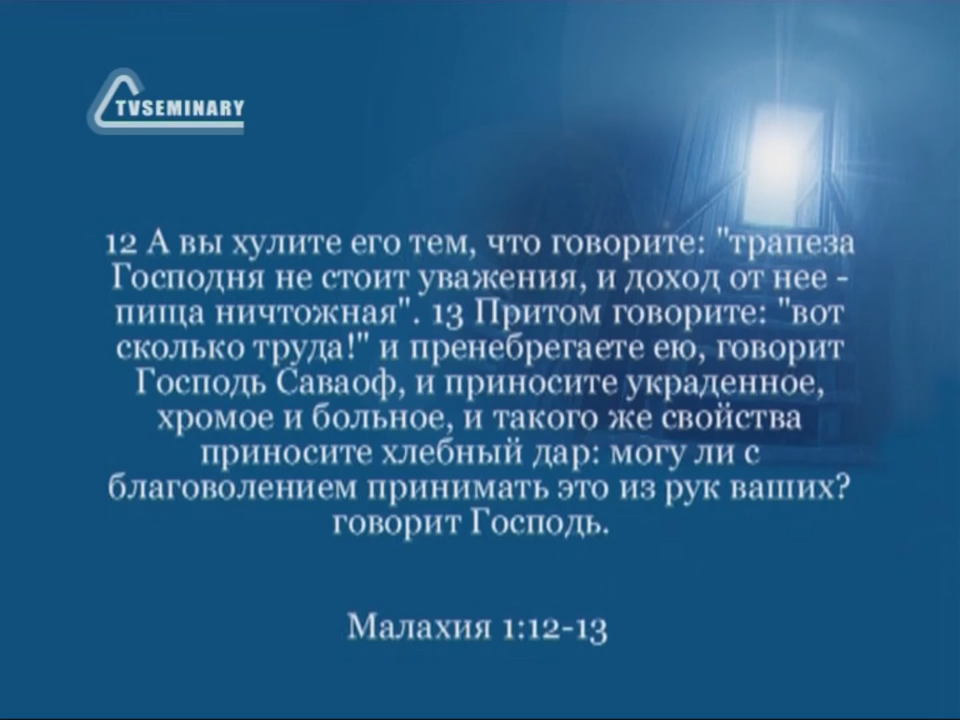 TVSEMINARY
12 А вы хулите его тем, что говорите: "трапеза
Господня не стоит уважения, и доход от нее -
пища ничтожная". 13 Притом говорите: "вот
сколько труда!" и пренебрегаете ею, говорит
Господь Саваоф, и приносите украденное,
хромое и больное, и такого же свойства
приносите хлебный дар: могу ли с
благоволением принимать это из рук ваших?
говорит Господь.
Малахия 1:12-13